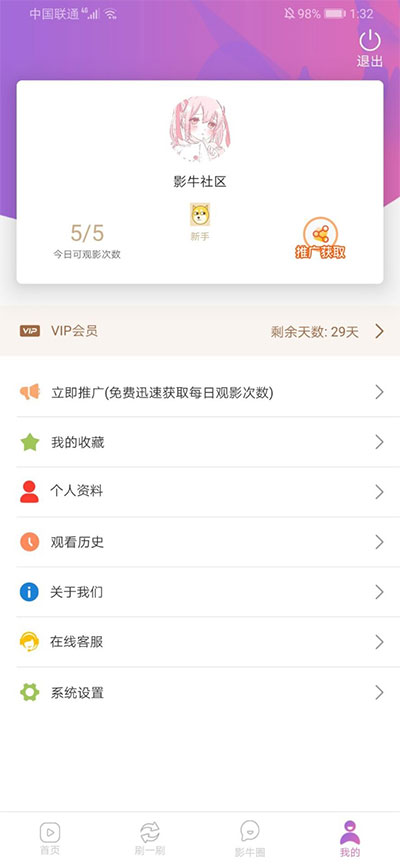 中国联通 98% 1:32
退出
影牛社区
5/5
新手
今日可观影次数
推广获取
VIP VIP会员 剩余天数: 29天
立即推广(免费迅速获取每日观影次数)
我的收藏
个人资料
观看历史
关于我们
在线客服
系统设置
首页 刷一刷 影牛圈 我的